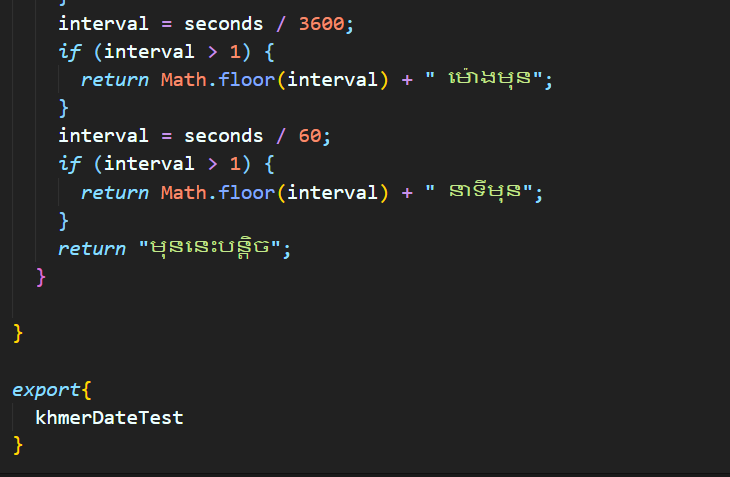 }
interval = seconds / 3600;
if (interval > 1) {
return Math.floor(interval) + " ម៉ោងមុន";
}
interval = seconds / 60;
if (interval > 1) {
return Math.floor(interval) + " នាទីមុន";
}
return "មុននេះបន្តិច";
}
}
export{
khmerDateTest
}